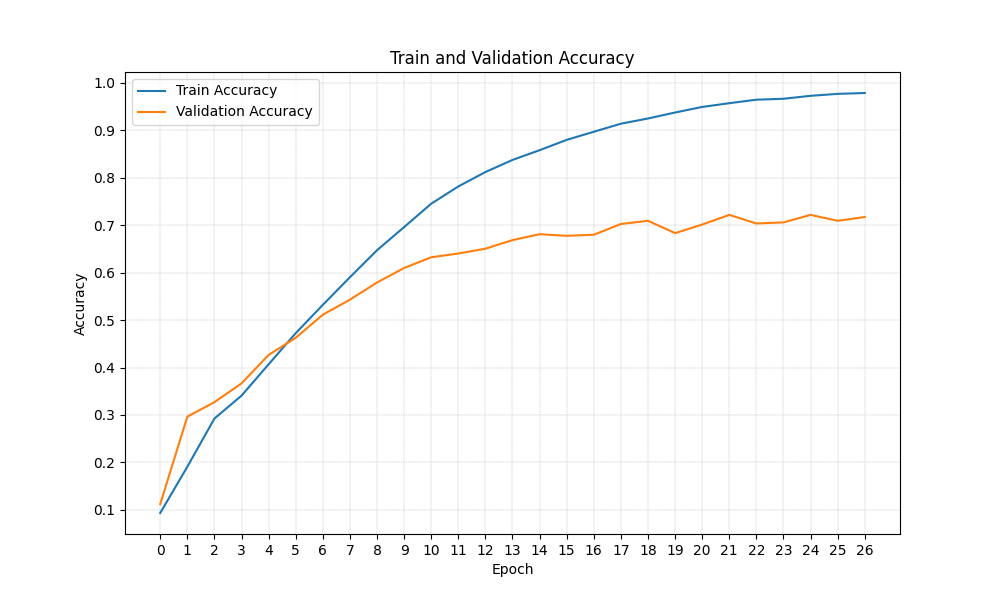 Train and Validation Accuracy
Train Accuracy
Validation Accuracy
1.0
0.9
0.8
0.7
0.6
0.5
0.4
0.3
0.2
0.1
Accuracy
0 1 2 3 4 5 6 7 8 9 10 11 12 13 14 15 16 17 18 19 20 21 22 23 24 25 26
Epoch